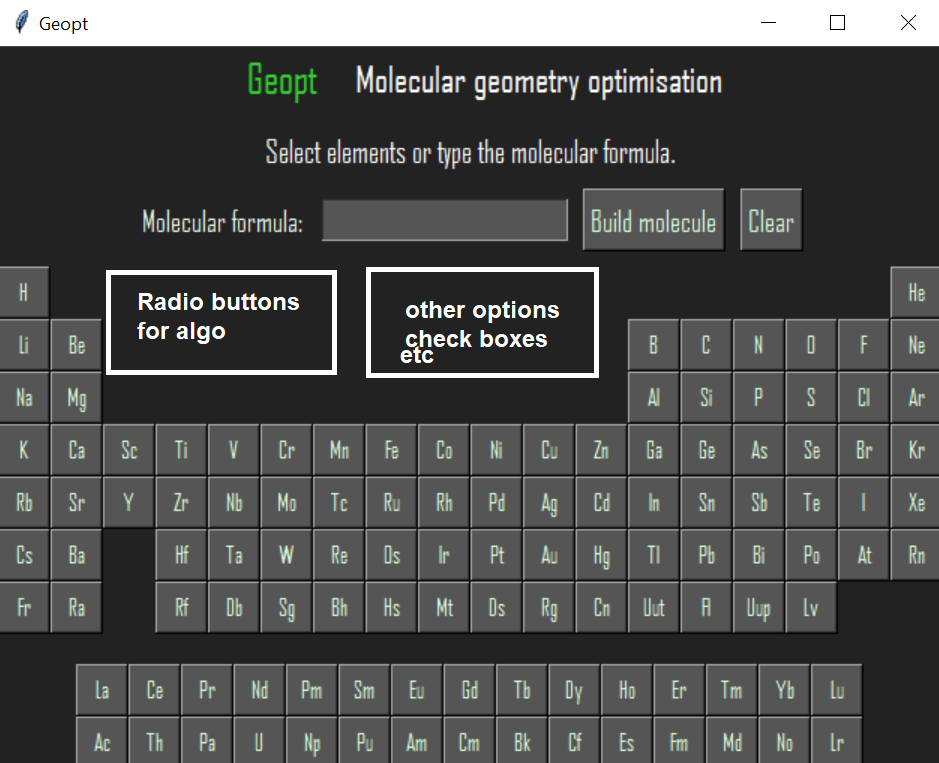 Geopt
Geopt Molecular geometry optimisation
Select elements or type the molecular formula.
Molecular formula: Build molecule Clear
H He
Radio buttons
for algo
other options
check boxes
etc
Li Be B C N O F Ne
Na Mg Al Si P S Cl Ar
K Ca Sc Ti V Cr Mn Fe Co Ni Cu Zn Ga Ge As Se Br Kr
Rb Sr Y Zr Nb Mo Tc Ru Rh Pd Ag Cd In Sn Sb Te I Xe
Cs Ba Hf Ta W Re Os Ir Pt Au Hg Tl Pb Bi Po At Rn
Fr Ra Rf Db Sg Bh Hs Mt Ds Rg Cn Uut Fl Uup Lv
La Ce Pr Nd Pm Sm Eu Gd Tb Dy Ho Er Tm Yb Lu
Ac Th Pa U Np Pu Am Cm Bk Cf Es Fm Md No Lr